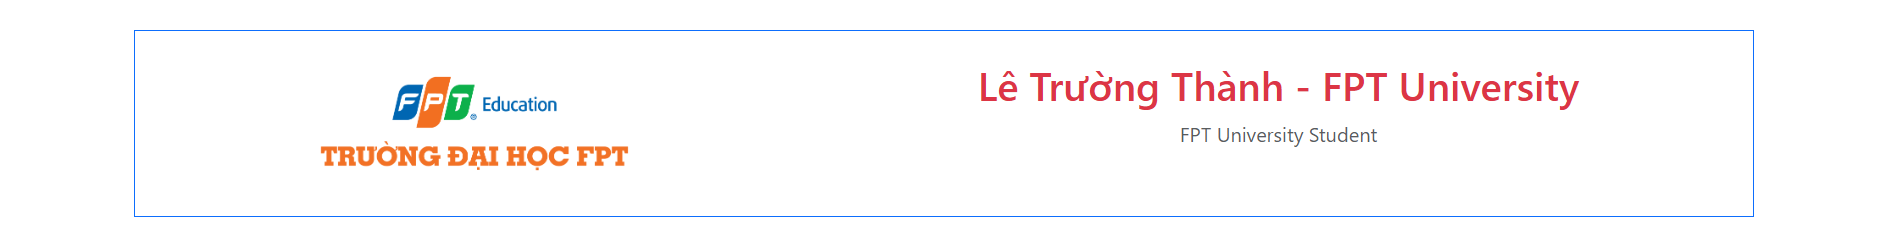 FPT Education
TRƯỜNG ĐẠI HỌC FPT
Lê Trường Thành - FPT University
FPT University Student